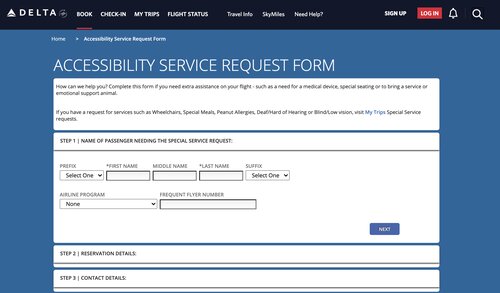 DELTA
BOOK CHECK-IN MY TRIPS FLIGHT STATUS Travel Info SkyMiles Need Help? SIGN UP LOG IN
Home > Accessibility Service Request Form
ACCESSIBILITY SERVICE REQUEST FORM
How can we help you? Complete this form if you need extra assistance on your flight - such as a need for a medical device, special seating or to bring a service or
emotional support animal.
If you have a request for services such as Wheelchairs, Special Meals, Peanut Allergies, Deaf/Hard of Hearing or Blind/Low vision, visit My Trips Special Service
requests.
STEP 1 | NAME OF PASSENGER NEEDING THE SPECIAL SERVICE REQUEST:
PREFIX *FIRST NAME MIDDLE NAME *LAST NAME SUFFIX
Select One Select One
AIRLINE PROGRAM FREQUENT FLYER NUMBER
None
NEXT
STEP 2 | RESERVATION DETAILS:
STEP 3 | CONTACT DETAILS: